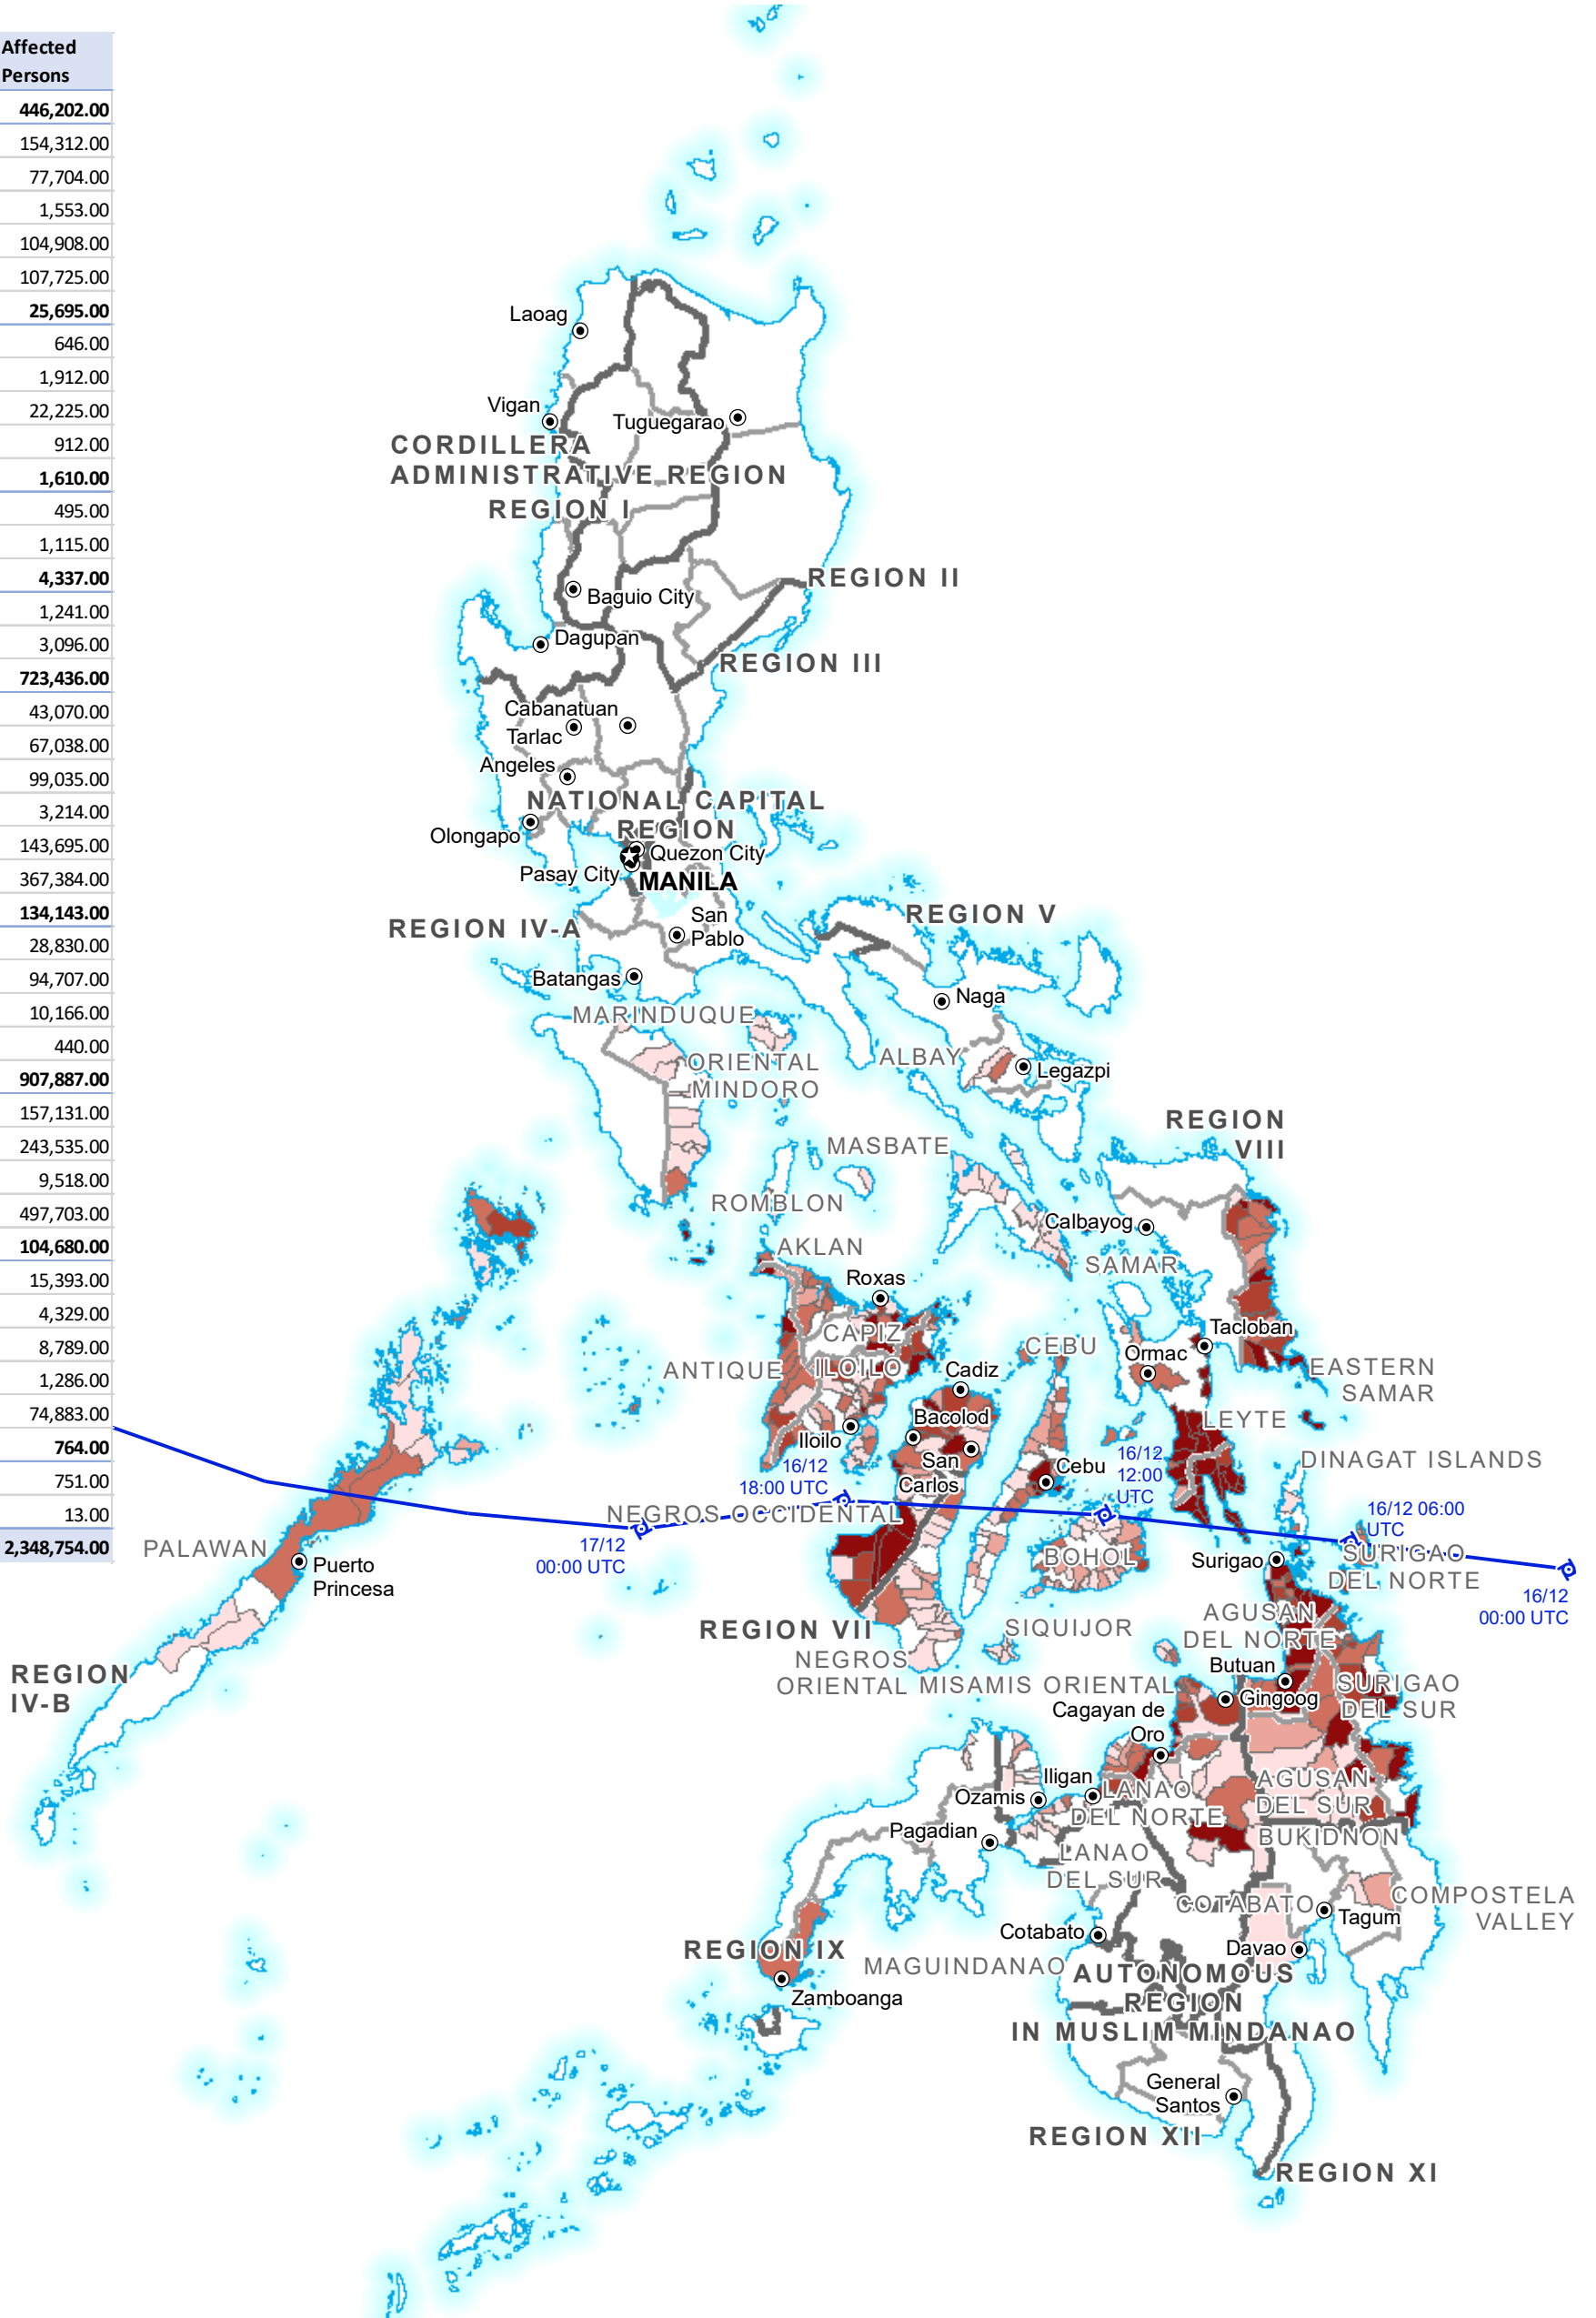 Affected
Persons
446,202.00
154,312.00
77,704.00
1,553.00
104,908.00
107,725.00
25,695.00
646.00
1,912.00
22,225.00
912.00
1,610.00
495.00
1,115.00
4,337.00
1,241.00
3,096.00
723,436.00
43,070.00
67,038.00
99,035.00
3,214.00
143,695.00
367,384.00
134,143.00
28,830.00
94,707.00
10,166.00
440.00
907,887.00
157,131.00
243,535.00
9,518.00
497,703.00
104,680.00
15,393.00
4,329.00
8,789.00
1,286.00
74,883.00
764.00
751.00
13.00
2,348,754.00
Laoag
Vigan
Tuguegarao
CORDILLERA
ADMINISTRATIVE REGION
REGION I
REGION II
Baguio City
Dagupan
REGION III
Cabanatuan
Tarlac
Angeles
NATIONAL CAPITAL
REGION
Olongapo
Quezon City
Pasay City
MANILA
REGION IV-A
San
Pablo
REGION V
Batangas
Naga
MARINDUQUE
ORIENTAL
MINDORO
ALBAY
Legazpi
REGION
VIII
MASBATE
ROMBLON
Calbayog
AKLAN
SAMAR
Roxas
CAPIZ
Tacloban
CEBU
Ormac
ANTIQUE
ILOILO
Cadiz
EASTERN
SAMAR
Bacolod
LEYTE
Iloilo
San
Carlos
Cebu
16/12
18:00 UTC
16/12
12:00
UTC
DINAGAT ISLANDS
NEGROS OCCIDENTAL
16/12 06:00
UTC
17/12
00:00 UTC
PALAWAN
Puerto
Princesa
BOHOL
Surigao
SURIGAO
DEL NORTE
16/12
00:00 UTC
REGION VII
SIQUIJOR
AGUSAN
DEL NORTE
NEGROS
ORIENTAL
MISAMIS ORIENTAL
Butuan
Gingoog
SURIGAO
DEL SUR
REGION
IV-B
Cagayan de
Oro
Iligan
Ozamis
LANAO
DEL NORTE
AGUSAN
DEL SUR
Pagadian
BUKIDNON
LANAO
DEL SUR
COTABATO
Tagum
COMPOSTELA
VALLEY
Cotabato
Davao
REGION IX
MAGUINDANAO
AUTONOMOUS
REGION
IN MUSLIM MINDANAO
Zamboanga
General
Santos
REGION XII
REGION XI